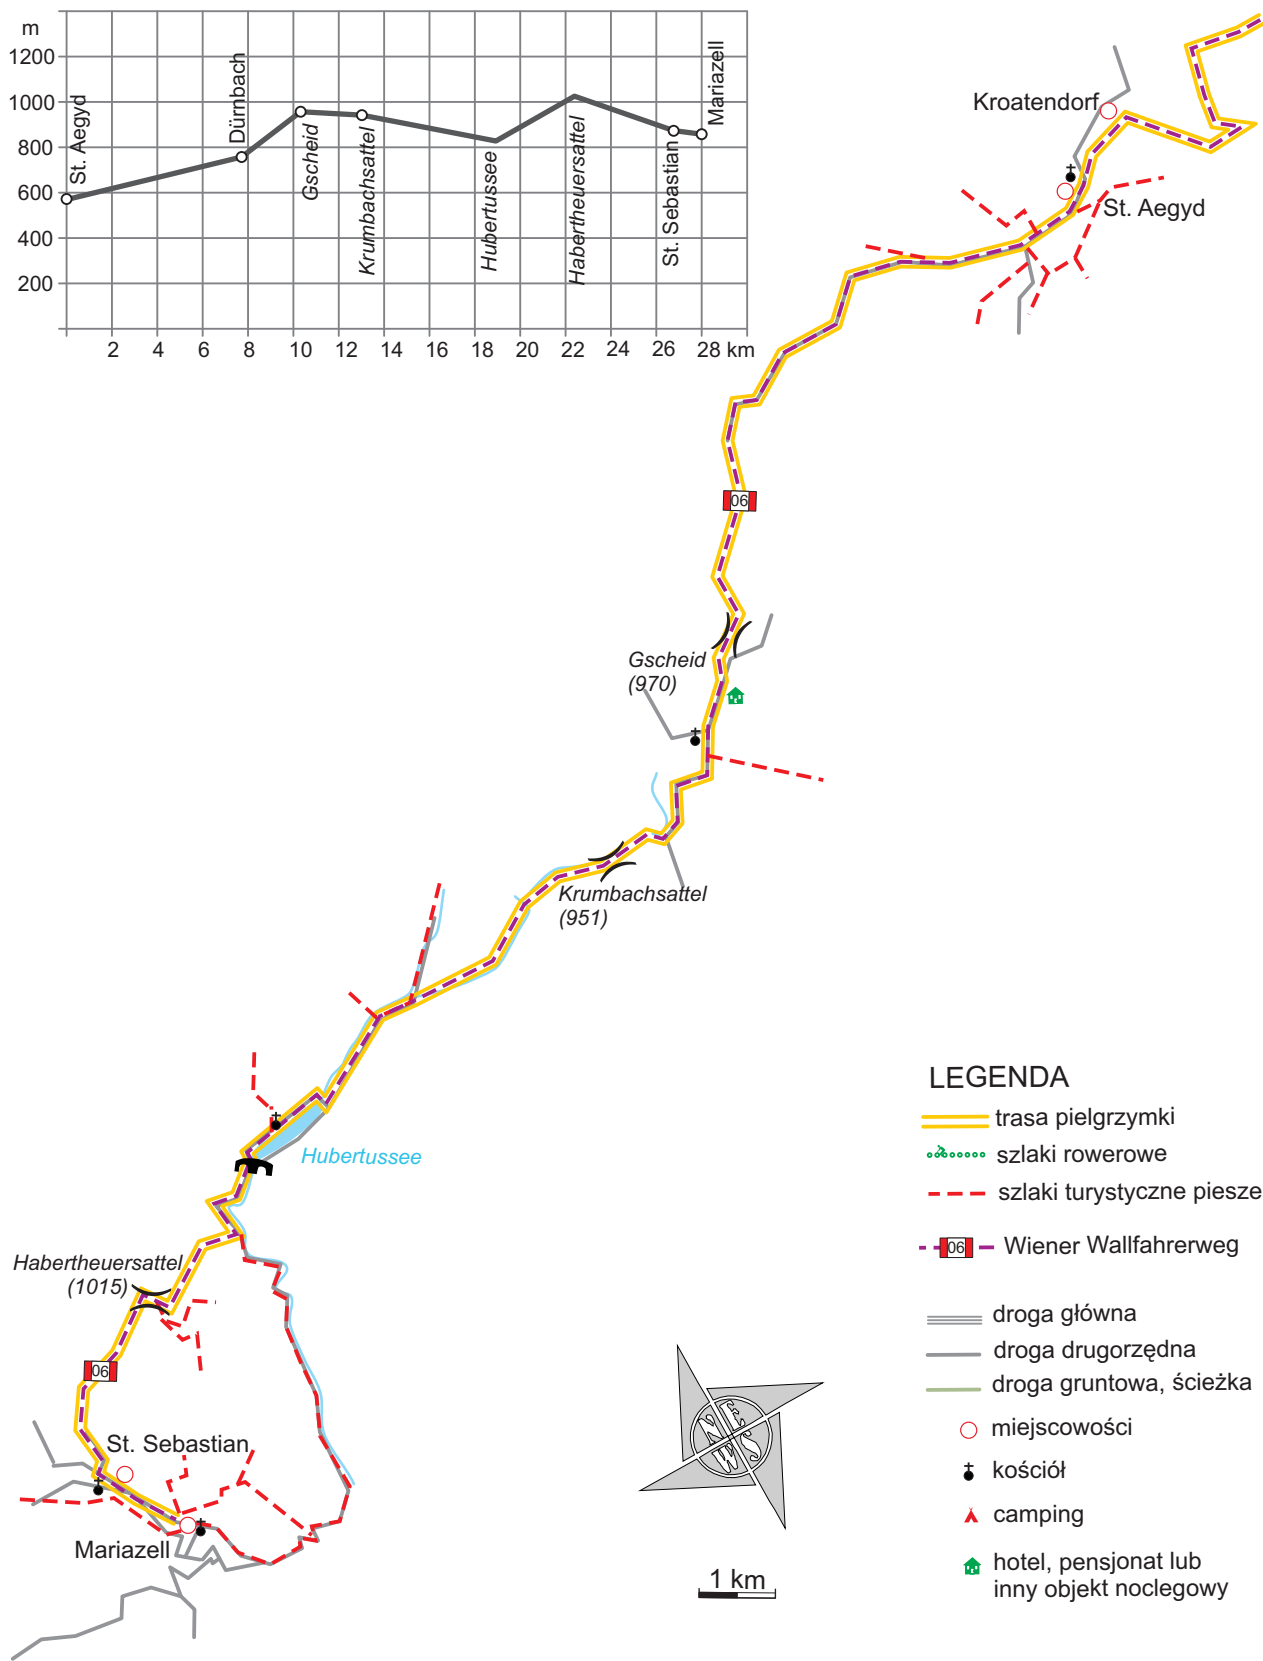 m
1200
1000
800
600
400
200
St. Aegyd
Dürnbach
Gscheid
Krumbachsattel
Hubertussee
Habertheuersattel
St. Sebastian
Mariazell
2 4 6 8 10 12 14 16 18 20 22 24 26 28 km
Kroatendorf
St. Aegyd
06
Gscheid
(970)
Krumbachsattel
(951)
Hubertussee
Habertheuersattel
(1015)
06
St. Sebastian
Mariazell
LEGENDA
trasa pielgrzymki
szlaki rowerowe
szlaki turystyczne piesze
06 Wiener Wallfahrerweg
droga główna
droga drugorzędna
droga gruntowa, ścieżka
miejscowości
kościół
camping
hotel, pensjonat lub
inny objekt noclegowy
N E S W
1 km